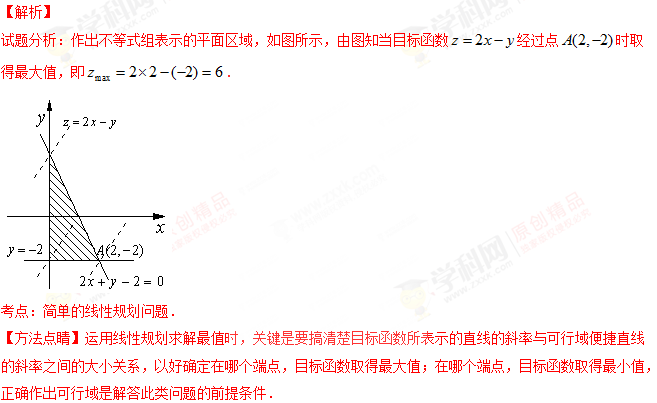 【解析】
试题分析：作出不等式组表示的平面区域，如图所示，由图知当目标函数 z = 2x − y 经过点 A(2,−2) 时取
得最大值，即 z_max = 2×2−(−2) = 6．
y
z = 2x − y
x
y = −2
A(2,−2)
2x + y − 2 = 0
考点：简单的线性规划问题．
【方法点睛】运用线性规划求解最值时，关键是要搞清楚目标函数所表示的直线的斜率与可行域便捷直线
的斜率之间的大小关系，以好确定在哪个端点，目标函数取得最大值；在哪个端点，目标函数取得最小值，
正确作出可行域是解答此类问题的前提条件．
学科网 原创精品